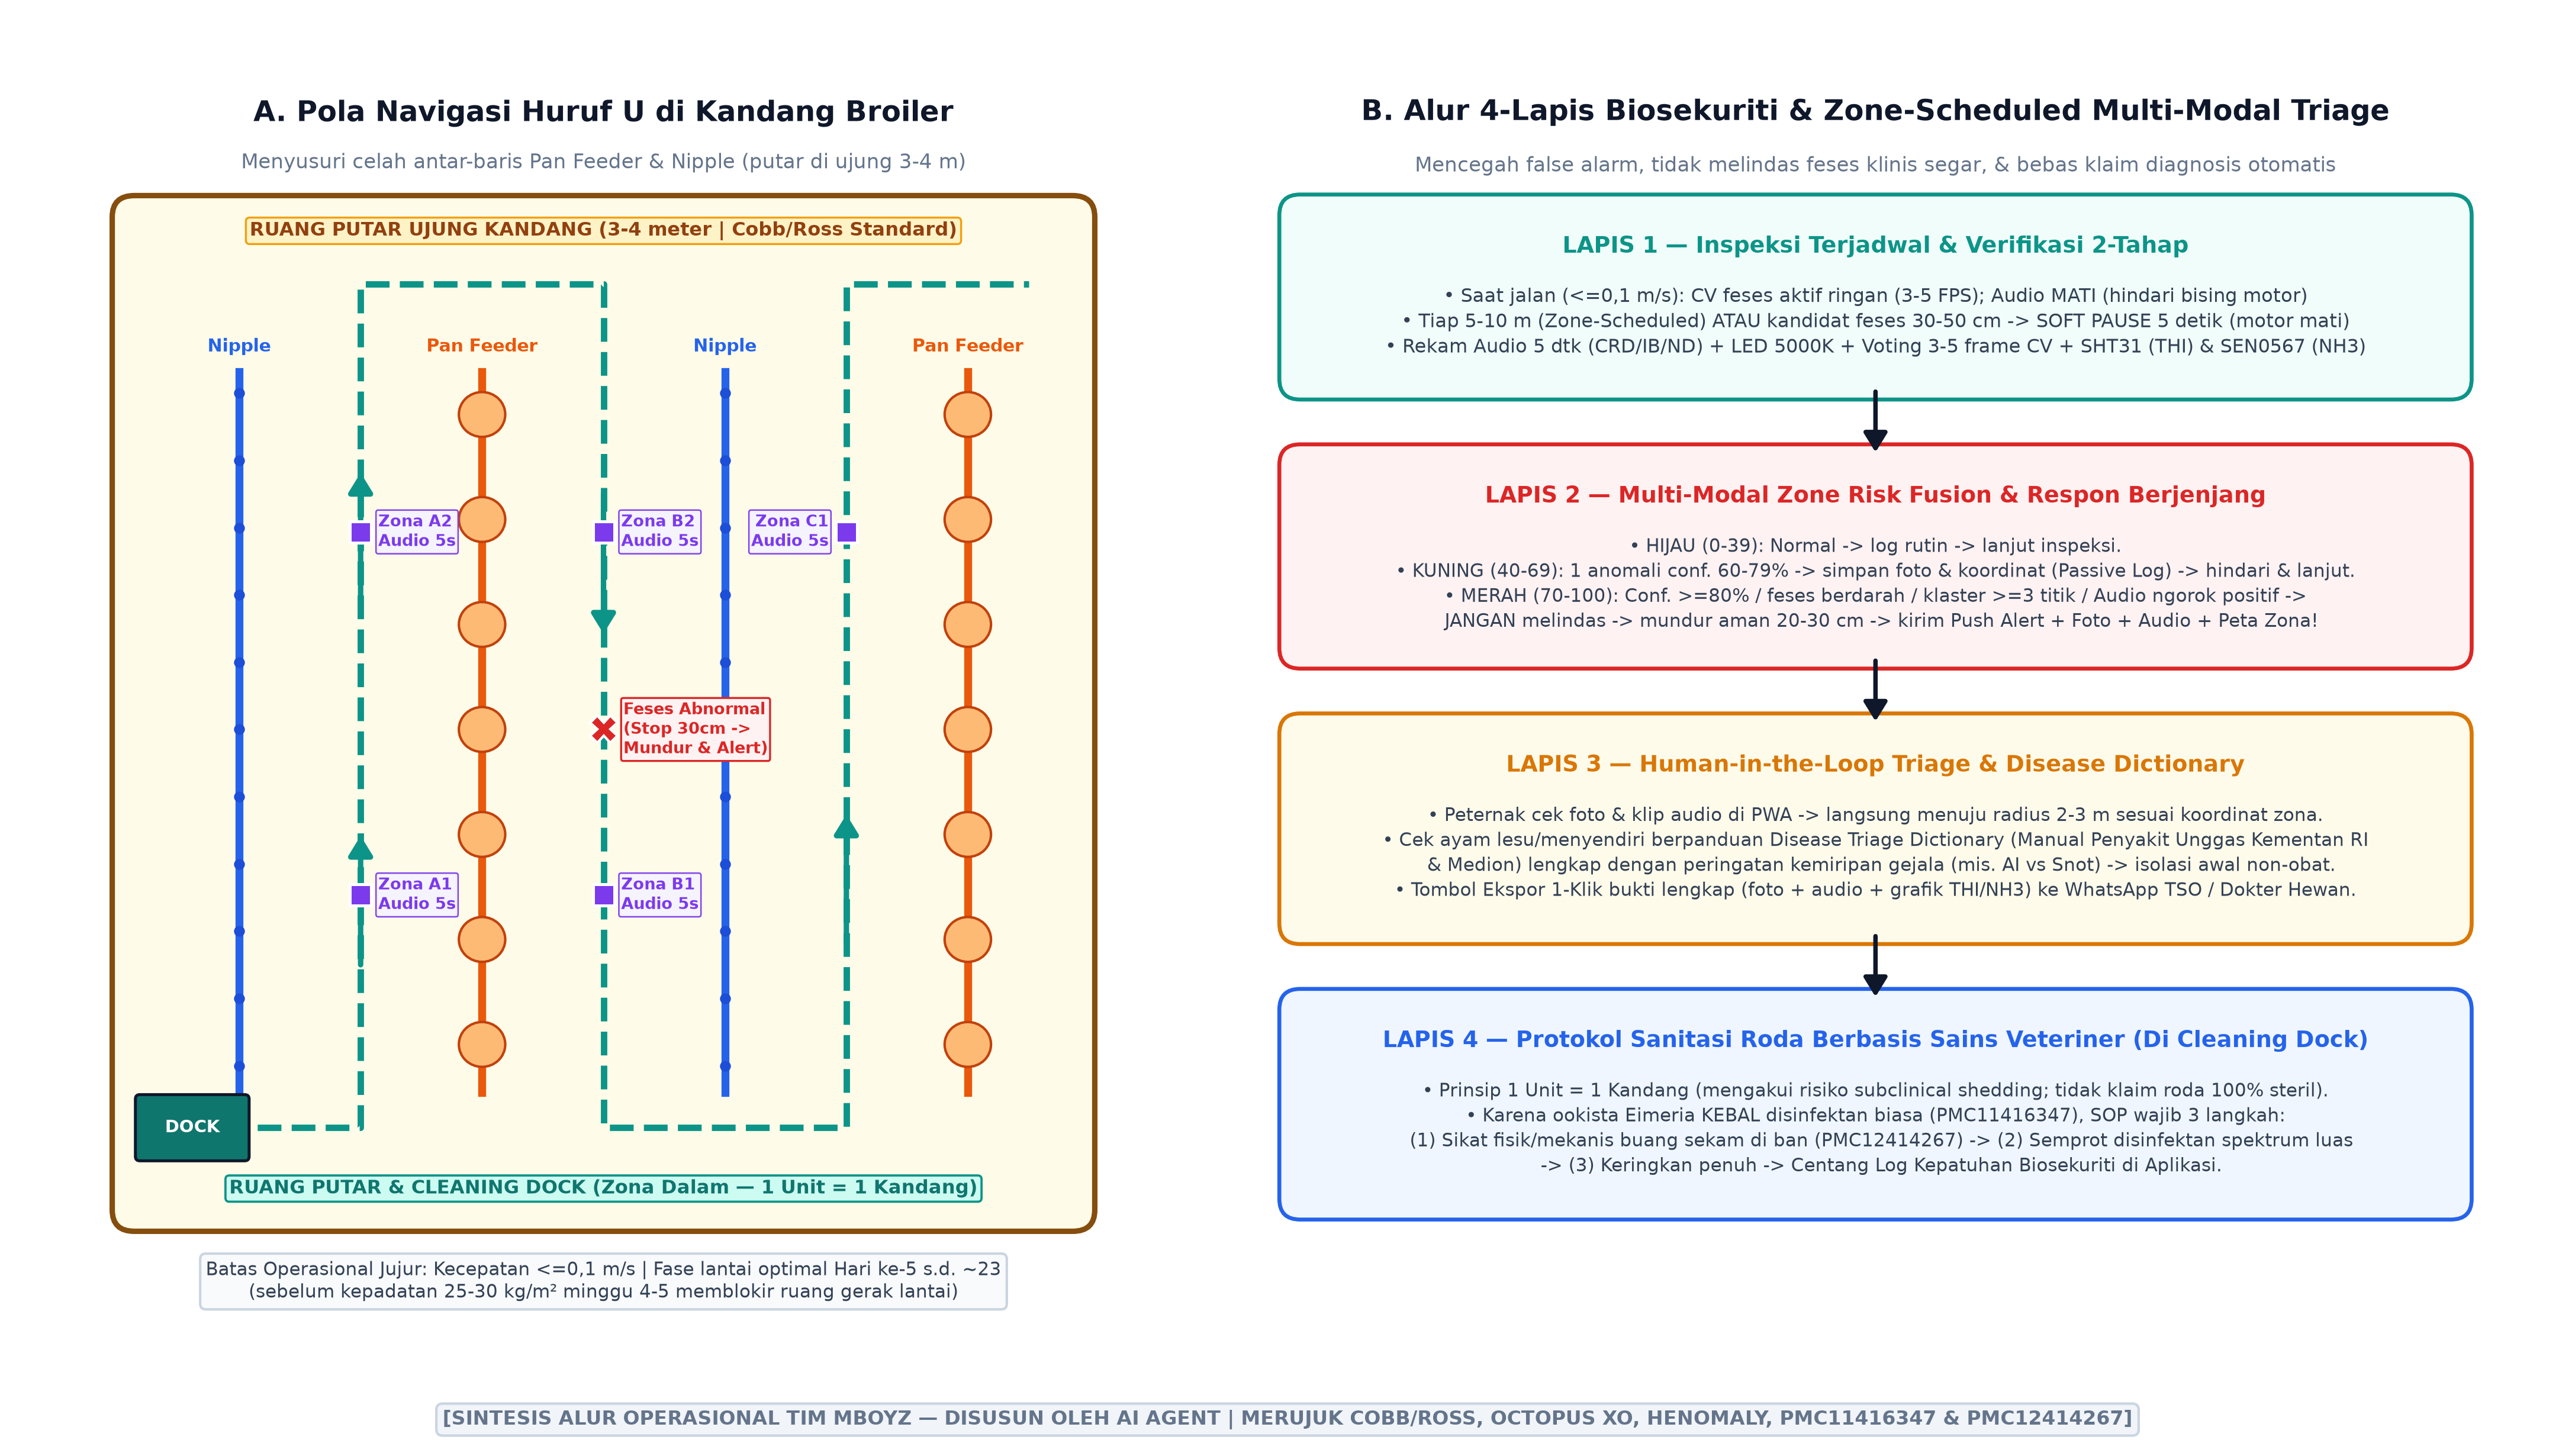 A. Pola Navigasi Huruf U di Kandang Broiler
Menyusuri celah antar-baris Pan Feeder & Nipple (putar di ujung 3-4 m)
RUANG PUTAR UJUNG KANDANG (3-4 meter | Cobb/Ross Standard)
Nipple
Pan Feeder
Nipple
Pan Feeder
Zona A2
Audio 5s
Zona B2
Audio 5s
Zona C1
Audio 5s
Feses Abnormal
(Stop 30cm ->
Mundur & Alert)
Zona A1
Audio 5s
Zona B1
Audio 5s
DOCK
RUANG PUTAR & CLEANING DOCK (Zona Dalam — 1 Unit = 1 Kandang)
Batas Operasional Jujur: Kecepatan <=0,1 m/s | Fase lantai optimal Hari ke-5 s.d. ~23
(sebelum kepadatan 25-30 kg/m² minggu 4-5 memblokir ruang gerak lantai)
B. Alur 4-Lapis Biosekuriti & Zone-Scheduled Multi-Modal Triage
Mencegah false alarm, tidak melindas feses klinis segar, & bebas klaim diagnosis otomatis
LAPIS 1 — Inspeksi Terjadwal & Verifikasi 2-Tahap
• Saat jalan (<=0,1 m/s): CV feses aktif ringan (3-5 FPS); Audio MATI (hindari bising motor)
• Tiap 5-10 m (Zone-Scheduled) ATAU kandidat feses 30-50 cm -> SOFT PAUSE 5 detik (motor mati)
• Rekam Audio 5 dtk (CRD/IB/ND) + LED 5000K + Voting 3-5 frame CV + SHT31 (THI) & SEN0567 (NH3)
LAPIS 2 — Multi-Modal Zone Risk Fusion & Respon Berjenjang
• HIJAU (0-39): Normal -> log rutin -> lanjut inspeksi.
• KUNING (40-69): 1 anomali conf. 60-79% -> simpan foto & koordinat (Passive Log) -> hindari & lanjut.
• MERAH (70-100): Conf. >=80% / feses berdarah / klaster >=3 titik / Audio ngorok positif ->
JANGAN melindas -> mundur aman 20-30 cm -> kirim Push Alert + Foto + Audio + Peta Zona!
LAPIS 3 — Human-in-the-Loop Triage & Disease Dictionary
• Peternak cek foto & klip audio di PWA -> langsung menuju radius 2-3 m sesuai koordinat zona.
• Cek ayam lesu/menyendiri berpanduan Disease Triage Dictionary (Manual Penyakit Unggas Kementan RI
& Medion) lengkap dengan peringatan kemiripan gejala (mis. AI vs Snot) -> isolasi awal non-obat.
• Tombol Ekspor 1-Klik bukti lengkap (foto + audio + grafik THI/NH3) ke WhatsApp TSO / Dokter Hewan.
LAPIS 4 — Protokol Sanitasi Roda Berbasis Sains Veteriner (Di Cleaning Dock)
• Prinsip 1 Unit = 1 Kandang (mengakui risiko subclinical shedding; tidak klaim roda 100% steril).
• Karena ookista Eimeria KEBAL disinfektan biasa (PMC11416347), SOP wajib 3 langkah:
(1) Sikat fisik/mekanis buang sekam di ban (PMC12414267) -> (2) Semprot disinfektan spektrum luas
-> (3) Keringkan penuh -> Centang Log Kepatuhan Biosekuriti di Aplikasi.
[SINTESIS ALUR OPERASIONAL TIM MBOYZ — DISUSUN OLEH AI AGENT | MERUJUK COBB/ROSS, OCTOPUS XO, HENOMALY, PMC11416347 & PMC12414267]